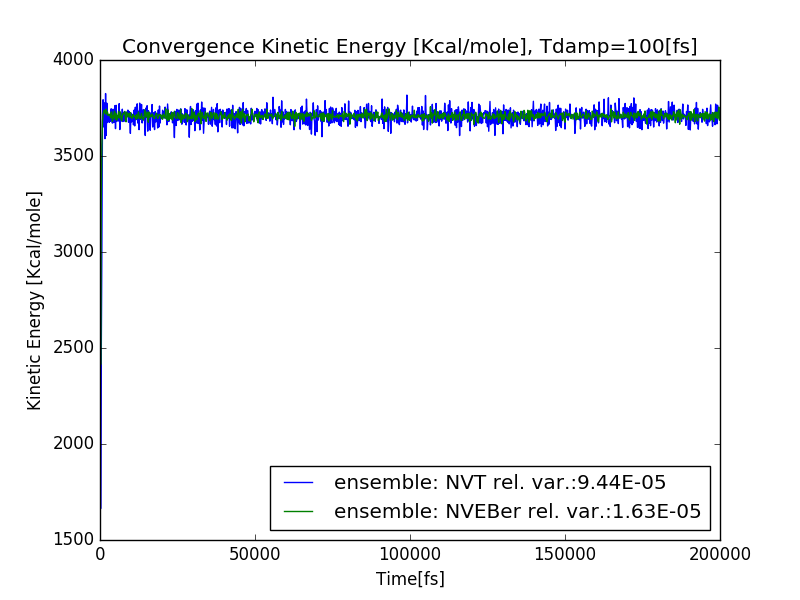 Convergence Kinetic Energy [Kcal/mole], Tdamp=100[fs]
4000
3500
3000
2500
2000
1500
Kinetic Energy [Kcal/mole]
ensemble: NVT rel. var.:9.44E-05
ensemble: NVEBer rel. var.:1.63E-05
0 50000 100000 150000 200000
Time[fs]